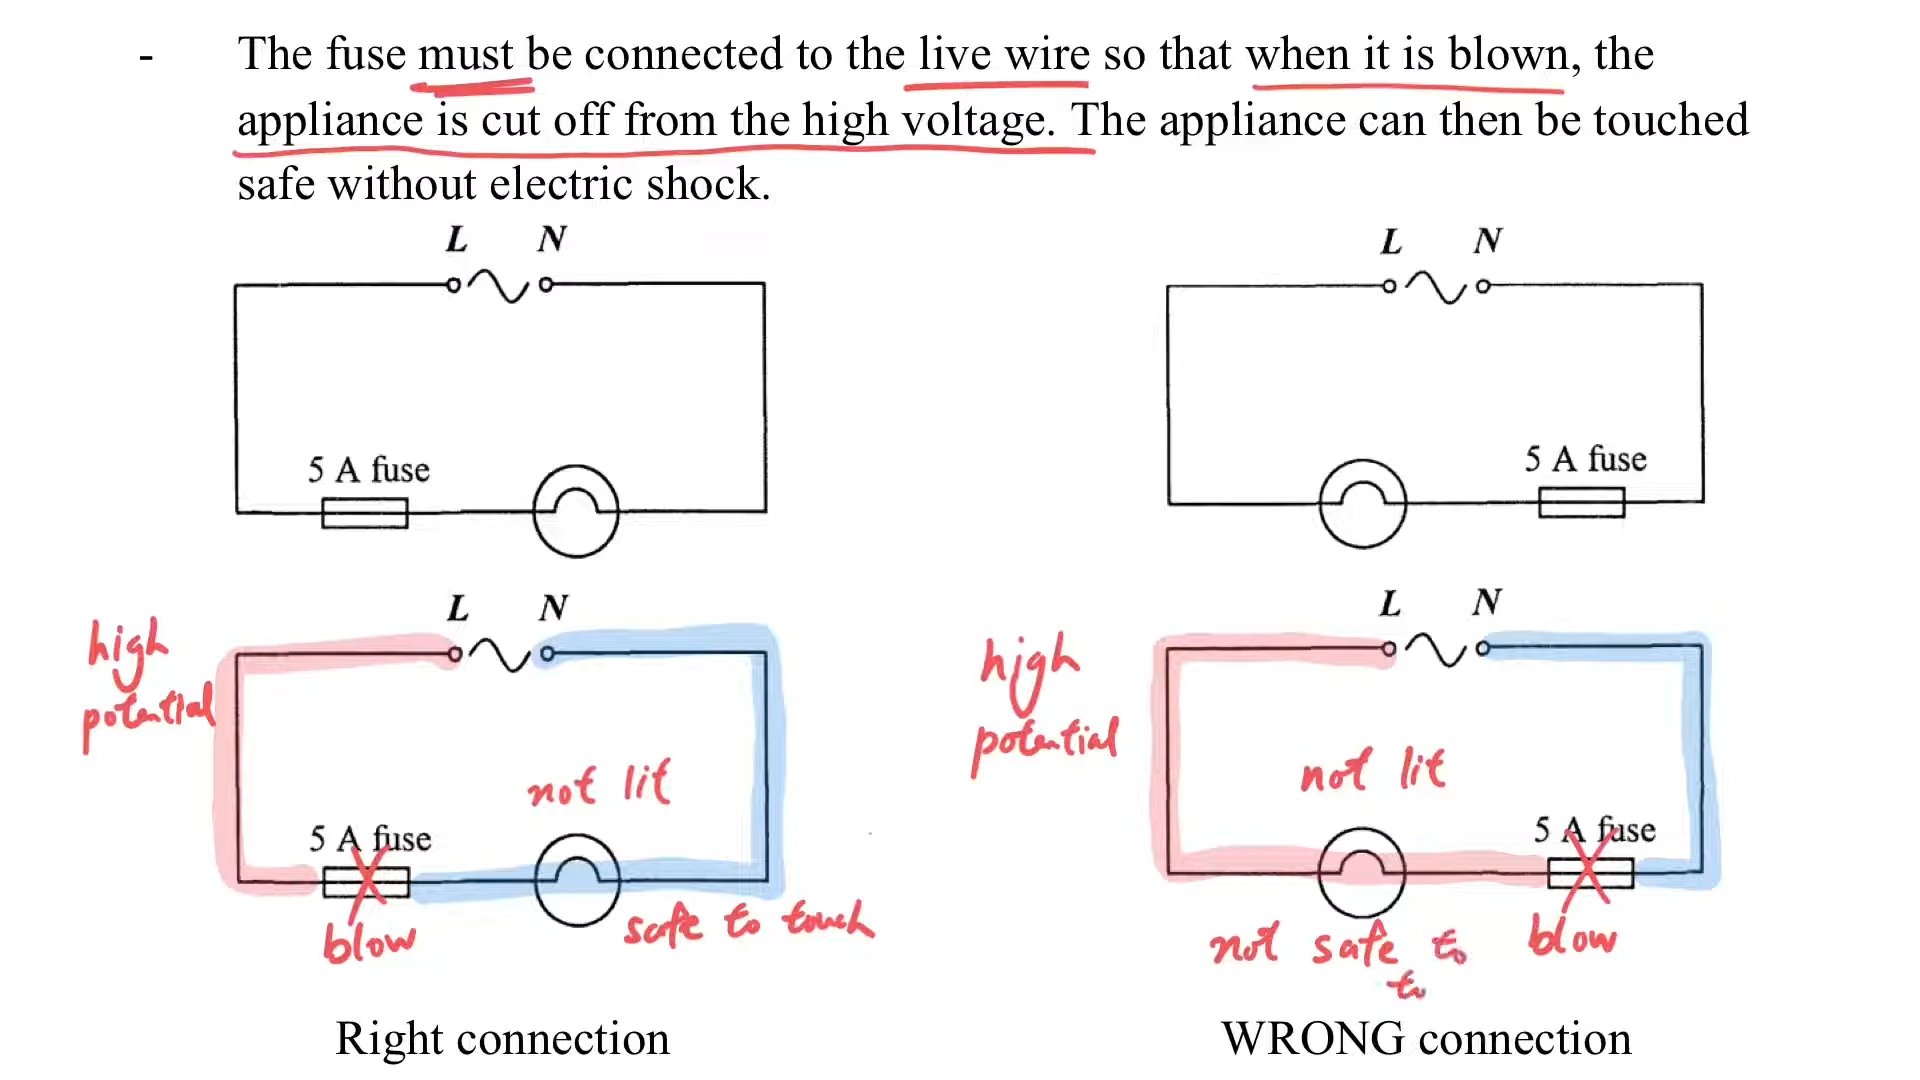 - The fuse must be connected to the live wire so that when it is blown, the
appliance is cut off from the high voltage. The appliance can then be touched
safe without electric shock.
L N
L N
5 A fuse
5 A fuse
L N
L N
high
potential
high
potential
not lit
not lit
5 A fuse
5 A fuse
blow
safe to touch
not safe to
to
blow
Right connection
WRONG connection